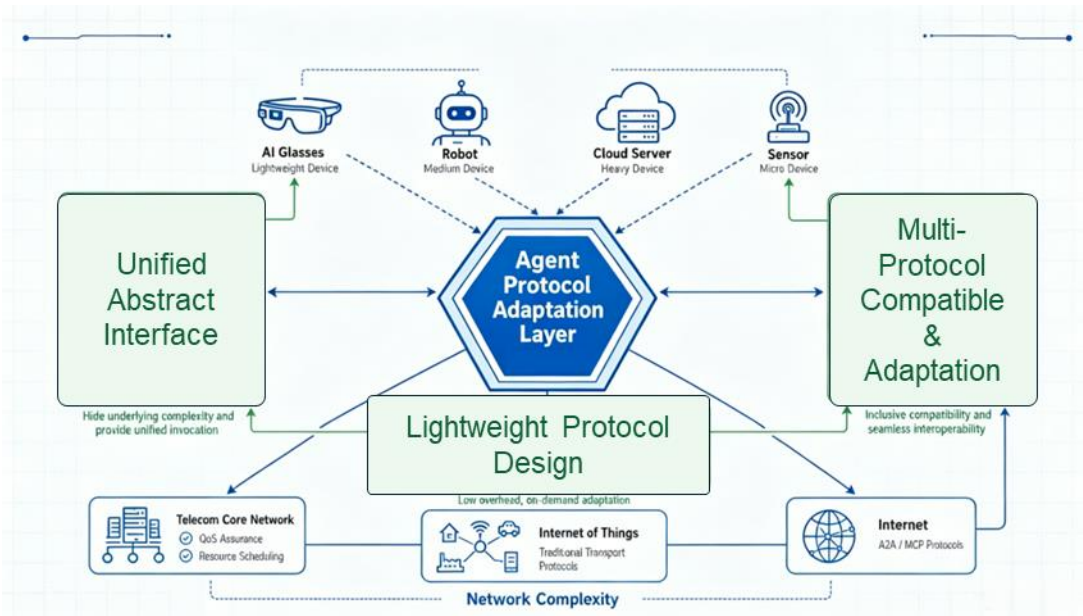 AI Glasses
Lightweight Device
Robot
Medium Device
Cloud Server
Heavy Device
Sensor
Micro Device
Unified
Abstract
Interface
Hide underlying complexity and
provide unified invocation
Agent
Protocol
Adaptation
Layer
Multi-
Protocol
Compatible
&
Adaptation
Inclusive compatibility and
seamless interoperability
Lightweight Protocol
Design
Low overhead, on-demand adaptation
Telecom Core Network
QoS Assurance
Resource Scheduling
Internet of Things
Traditional Transport
Protocols
Internet
A2A / MCP Protocols
Network Complexity